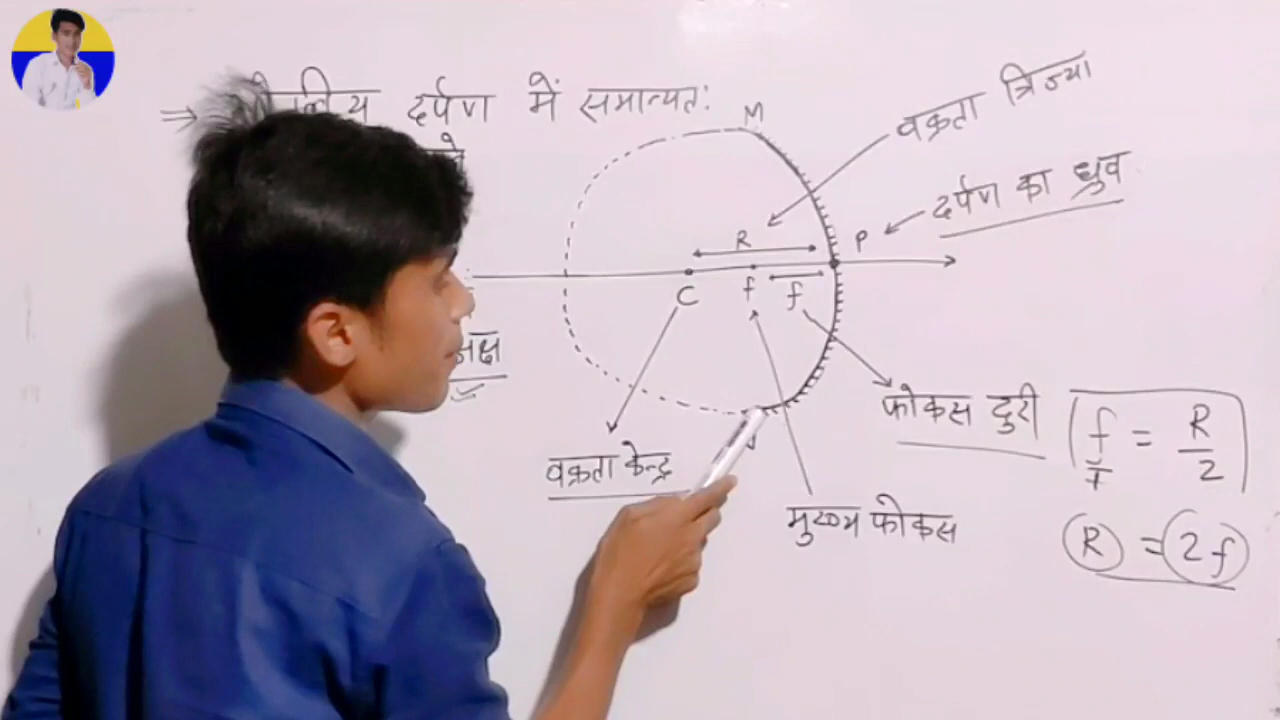 ⇒ दर्पण में समान्यत:
M
वक्रता त्रिज्या
दर्पण का ध्रुव
R
P
C
f
f
अक्ष
फोकस दुरी
f = R/2
वक्रता केन्द्र
मुख्य फोकस
R = 2f